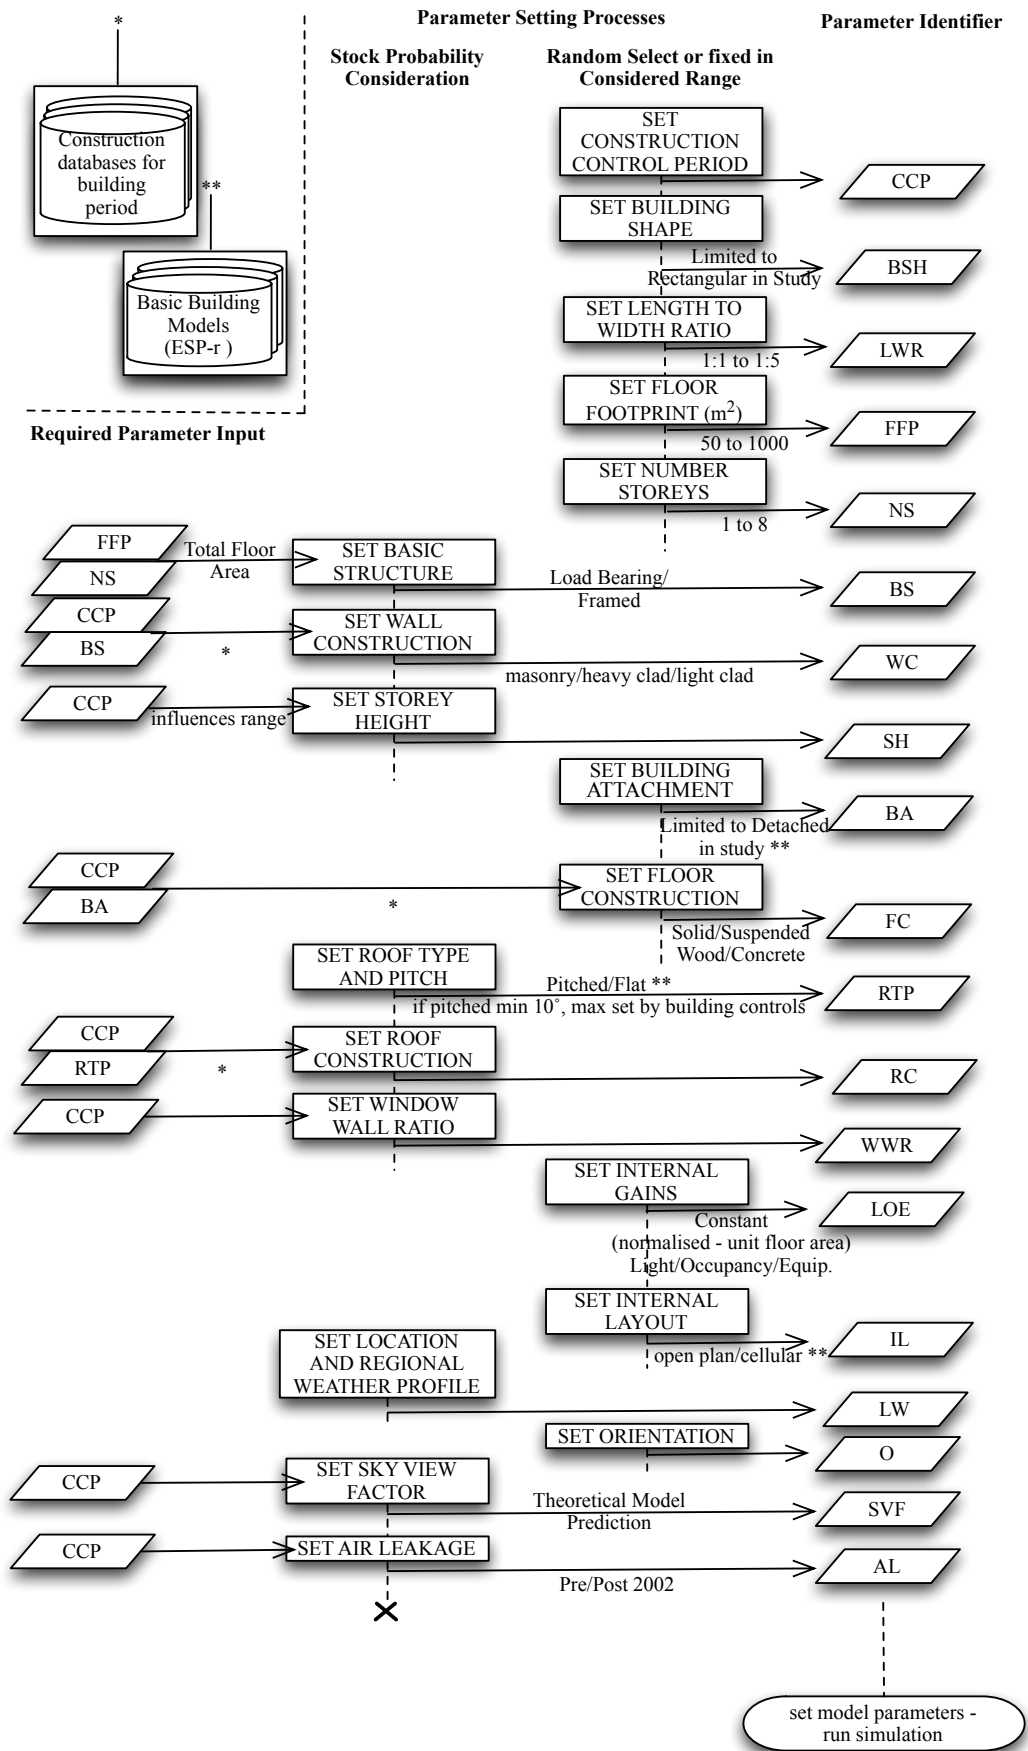 *
Parameter Setting Processes
Parameter Identifier
Stock Probability
Consideration
Random Select or fixed in
Considered Range
Construction
databases for
building
period
**
Basic Building
Models
(ESP-r )
Required Parameter Input
SET
CONSTRUCTION
CONTROL PERIOD
CCP
SET BUILDING
SHAPE
Limited to
Rectangular in Study
BSH
SET LENGTH TO
WIDTH RATIO
1:1 to 1:5
LWR
SET FLOOR
FOOTPRINT (m²)
50 to 1000
FFP
SET NUMBER
STOREYS
1 to 8
NS
FFP
NS
Total Floor
Area
SET BASIC
STRUCTURE
Load Bearing/
Framed
BS
CCP
BS
*
SET WALL
CONSTRUCTION
masonry/heavy clad/light clad
WC
CCP
influences range
SET STOREY
HEIGHT
SH
SET BUILDING
ATTACHMENT
Limited to Detached
in study **
BA
CCP
BA
*
SET FLOOR
CONSTRUCTION
Solid/Suspended
Wood/Concrete
FC
SET ROOF TYPE
AND PITCH
Pitched/Flat **
if pitched min 10˚, max set by building controls
RTP
CCP
RTP
*
SET ROOF
CONSTRUCTION
RC
CCP
SET WINDOW
WALL RATIO
WWR
SET INTERNAL
GAINS
Constant
(normalised - unit floor area)
Light/Occupancy/Equip.
LOE
SET INTERNAL
LAYOUT
open plan/cellular **
IL
SET LOCATION
AND REGIONAL
WEATHER PROFILE
LW
SET ORIENTATION
O
CCP
SET SKY VIEW
FACTOR
Theoretical Model
Prediction
SVF
CCP
SET AIR LEAKAGE
Pre/Post 2002
AL
set model parameters -
run simulation